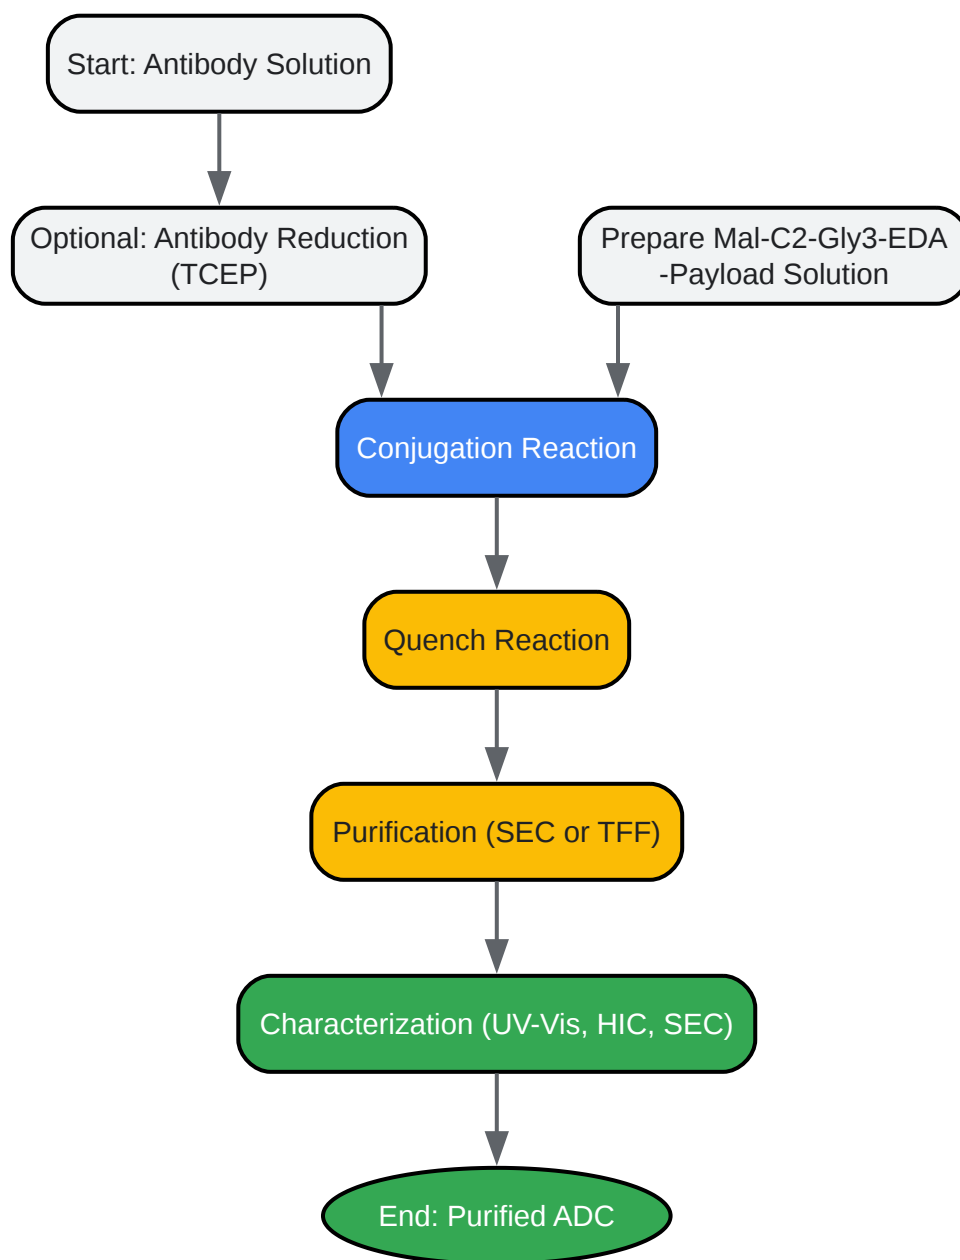 Start: Antibody Solution
Optional: Antibody Reduction
(TCEP)
Prepare Mal-C2-Gly3-EDA
-Payload Solution
Conjugation Reaction
Quench Reaction
Purification (SEC or TFF)
Characterization (UV-Vis, HIC, SEC)
End: Purified ADC